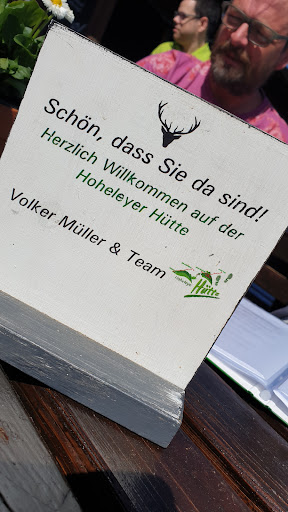 Schön, dass Sie da sind!
Herzlich Willkommen auf der
Hoheleyer Hütte
Volker Müller & Team
Hütte